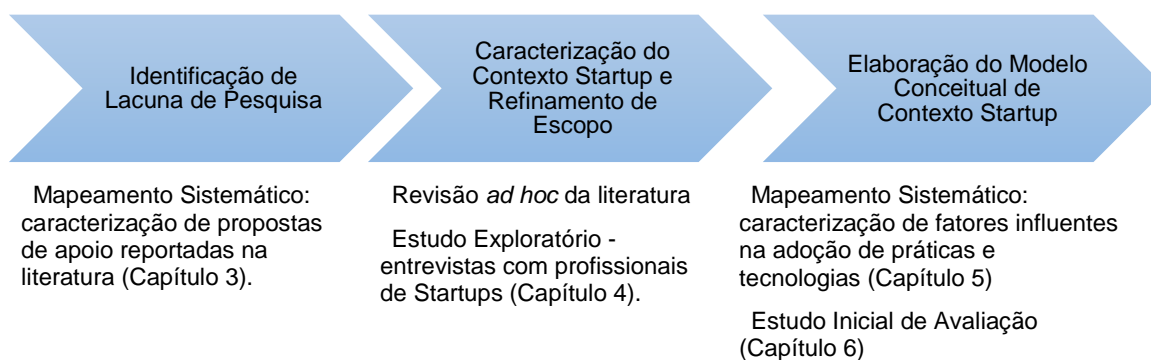 Identificação de
Lacuna de Pesquisa
Caracterização do
Contexto Startup e
Refinamento de
Escopo
Elaboração do Modelo
Conceitual de
Contexto Startup
Mapeamento Sistemático:
caracterização de propostas
de apoio reportadas na
literatura (Capítulo 3).
Revisão ad hoc da literatura
Estudo Exploratório -
entrevistas com profissionais
de Startups (Capítulo 4).
Mapeamento Sistemático:
caracterização de fatores influentes
na adoção de práticas e
tecnologias (Capítulo 5)
Estudo Inicial de Avaliação
(Capítulo 6)